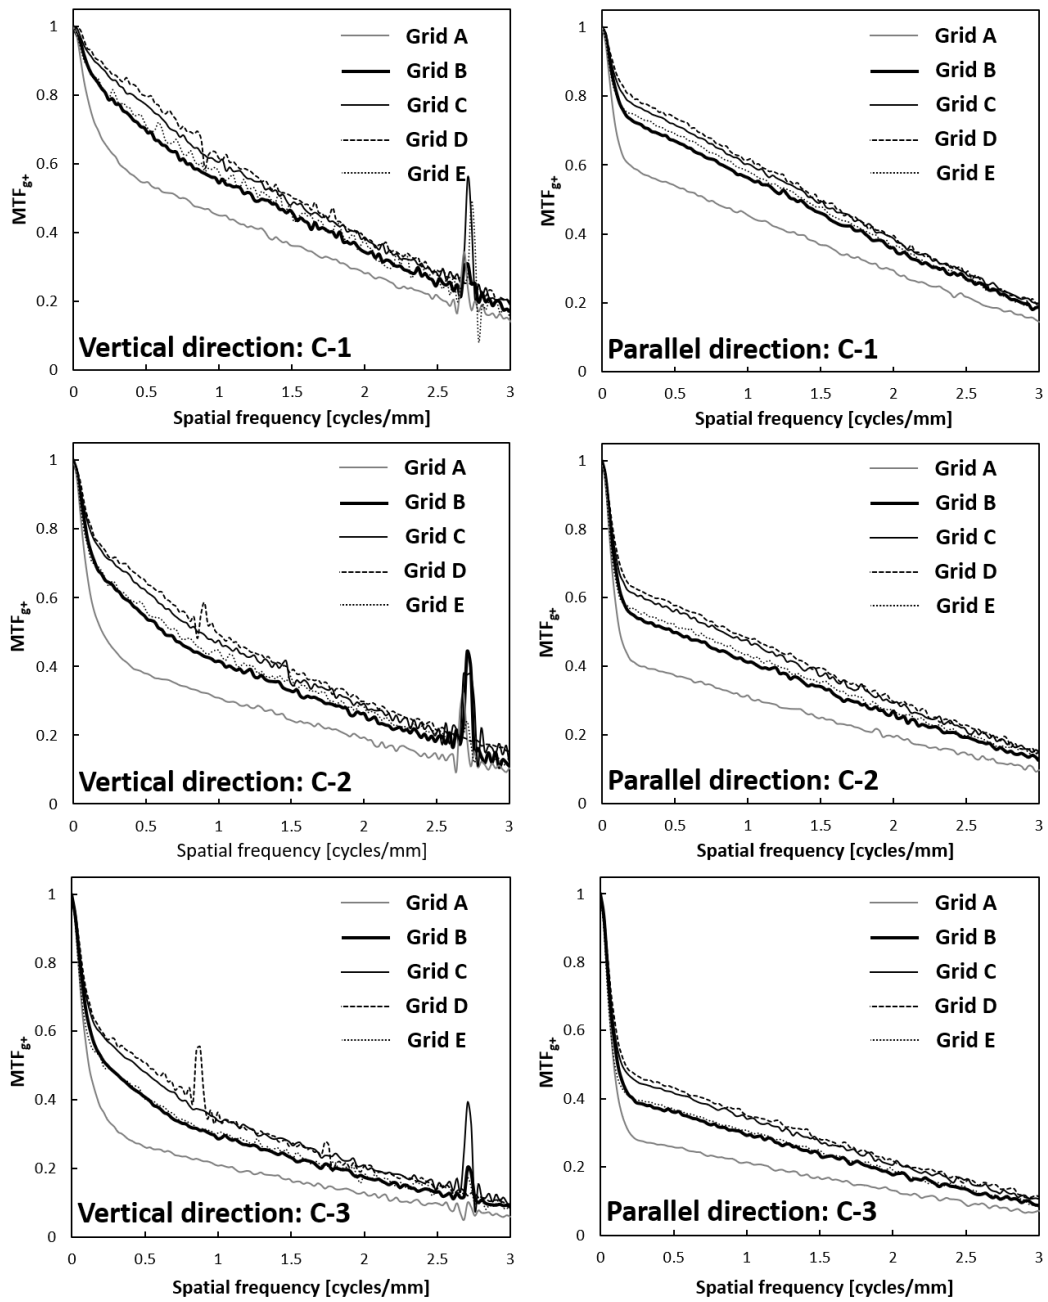 1
0.8
0.6
0.4
0.2
0
MTFg+
Grid A
Grid B
Grid C
Grid D
Grid E
Vertical direction: C-1
0 0.5 1 1.5 2 2.5 3
Spatial frequency [cycles/mm]
1
0.8
0.6
0.4
0.2
0
MTFg+
Grid A
Grid B
Grid C
Grid D
Grid E
Parallel direction: C-1
0 0.5 1 1.5 2 2.5 3
Spatial frequency [cycles/mm]
1
0.8
0.6
0.4
0.2
0
MTFg+
Grid A
Grid B
Grid C
Grid D
Grid E
Vertical direction: C-2
0 0.5 1 1.5 2 2.5 3
Spatial frequency [cycles/mm]
1
0.8
0.6
0.4
0.2
0
MTFg+
Grid A
Grid B
Grid C
Grid D
Grid E
Parallel direction: C-2
0 0.5 1 1.5 2 2.5 3
Spatial frequency [cycles/mm]
1
0.8
0.6
0.4
0.2
0
MTFg+
Grid A
Grid B
Grid C
Grid D
Grid E
Vertical direction: C-3
0 0.5 1 1.5 2 2.5 3
Spatial frequency [cycles/mm]
1
0.8
0.6
0.4
0.2
0
MTFg+
Grid A
Grid B
Grid C
Grid D
Grid E
Parallel direction: C-3
0 0.5 1 1.5 2 2.5 3
Spatial frequency [cycles/mm]